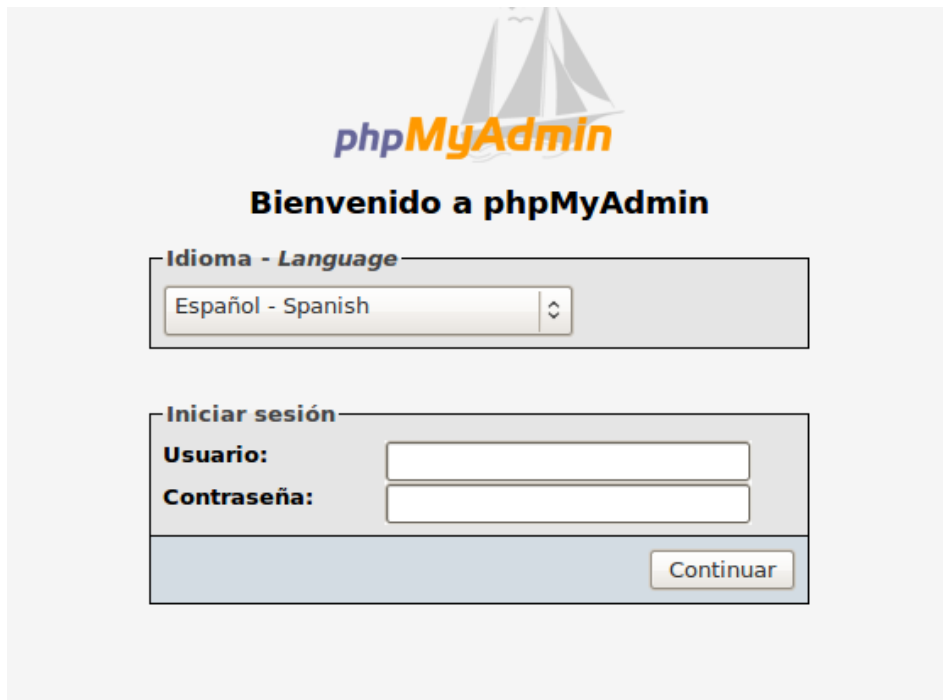 phpMyAdmin
Bienvenido a phpMyAdmin
Idioma - Language
Español - Spanish
Iniciar sesión
Usuario:
Contraseña:
Continuar